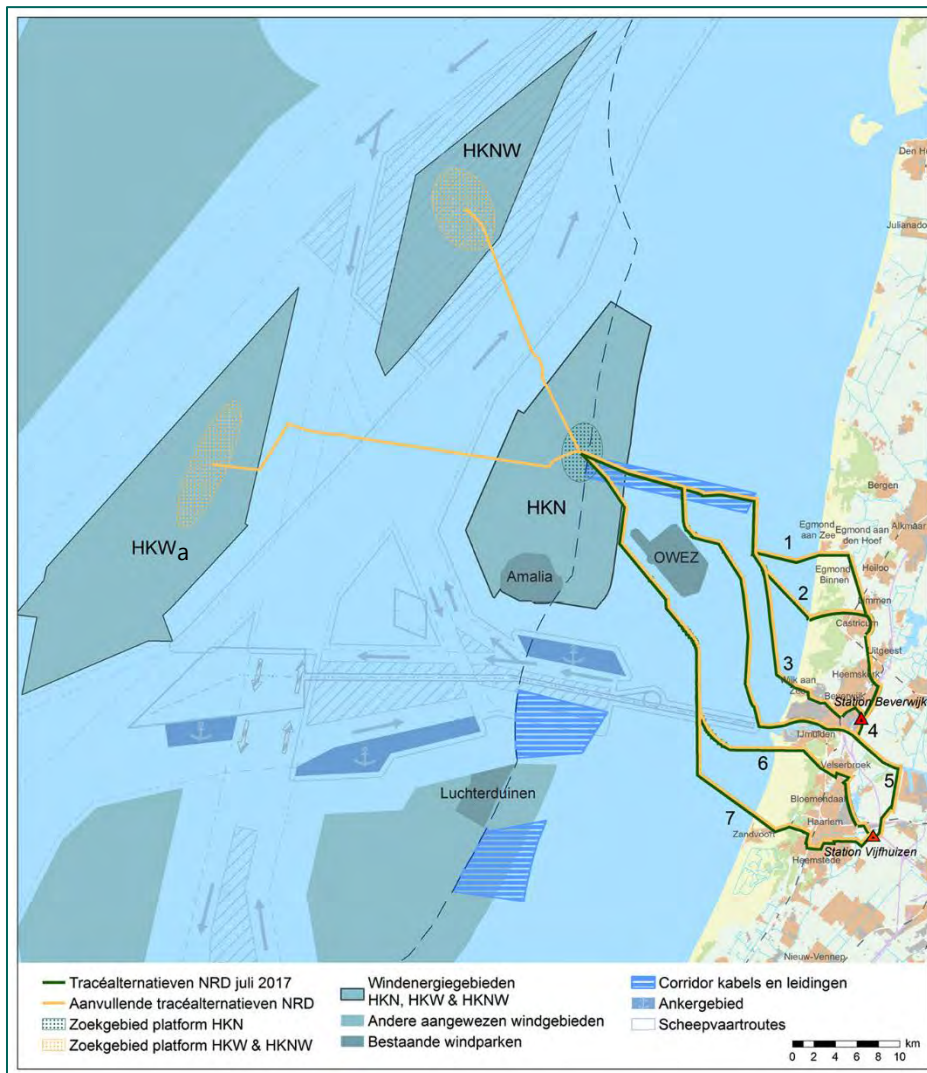 HKNW
Den H
Julianado
HKWa
HKN
Amalia
OWEZ
Bergen
Alkmaar
Egmond
aan Zee
Egmond aan
den Hoef
1
Egmond
Binnen
Heiloo
2
Limmen
Castricum
Uitgeest
3
Heemskerk
Wijk aan
Zee
Beverwijk
Station Beverwijk
4
IJmuiden
Velserbroek
5
6
Bloemendaal
Haarlem
7
Zandvoort
Heemstede
Station Vijfhuizen
Luchterduinen
Nieuw-Vennep
Tracéalternatieven NRD juli 2017
Aanvullende tracéalternatieven NRD
Zoekgebied platform HKN
Zoekgebied platform HKW & HKNW
Windenergiegebieden
HKN, HKW & HKNW
Andere aangewezen windgebieden
Bestaande windparken
Corridor kabels en leidingen
Ankergebied
Scheepvaartroutes
km
0 2 4 6 8 10